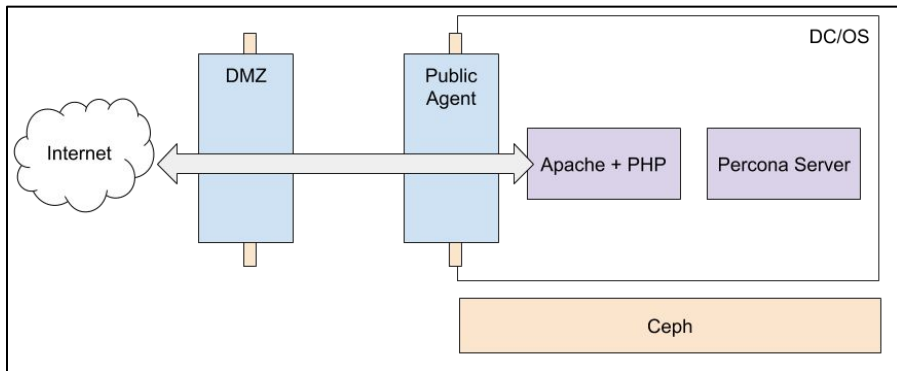 DC/OS
DMZ
Public
Agent
Internet
Apache + PHP
Percona Server
Ceph